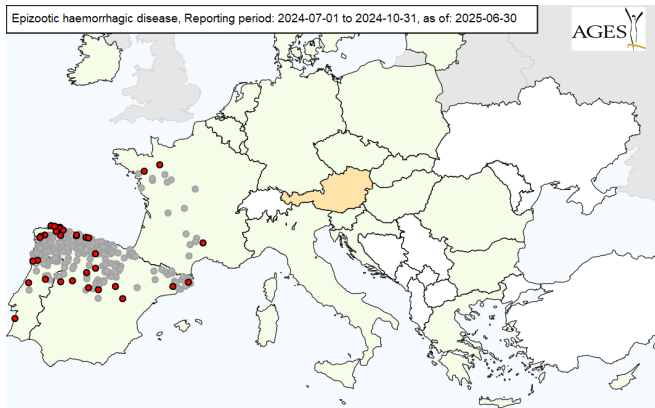 Epizootic haemorrhagic disease, Reporting period: 2024-07-01 to 2024-10-31, as of: 2025-06-30
AGES